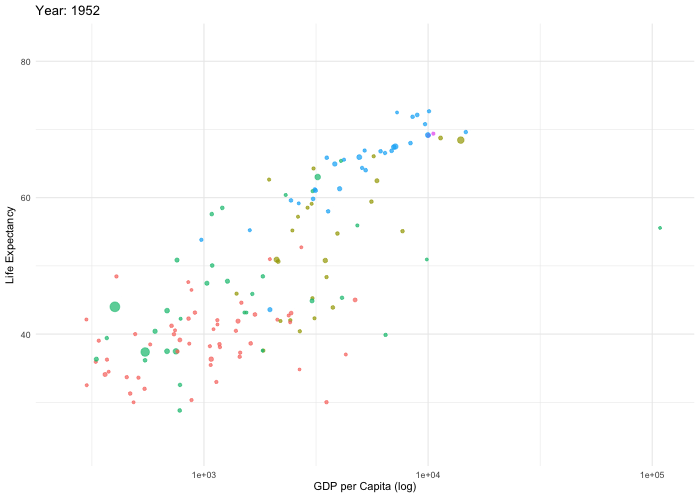 Year: 1952
Life Expectancy
80
60
40
1e+03
1e+04
1e+05
GDP per Capita (log)